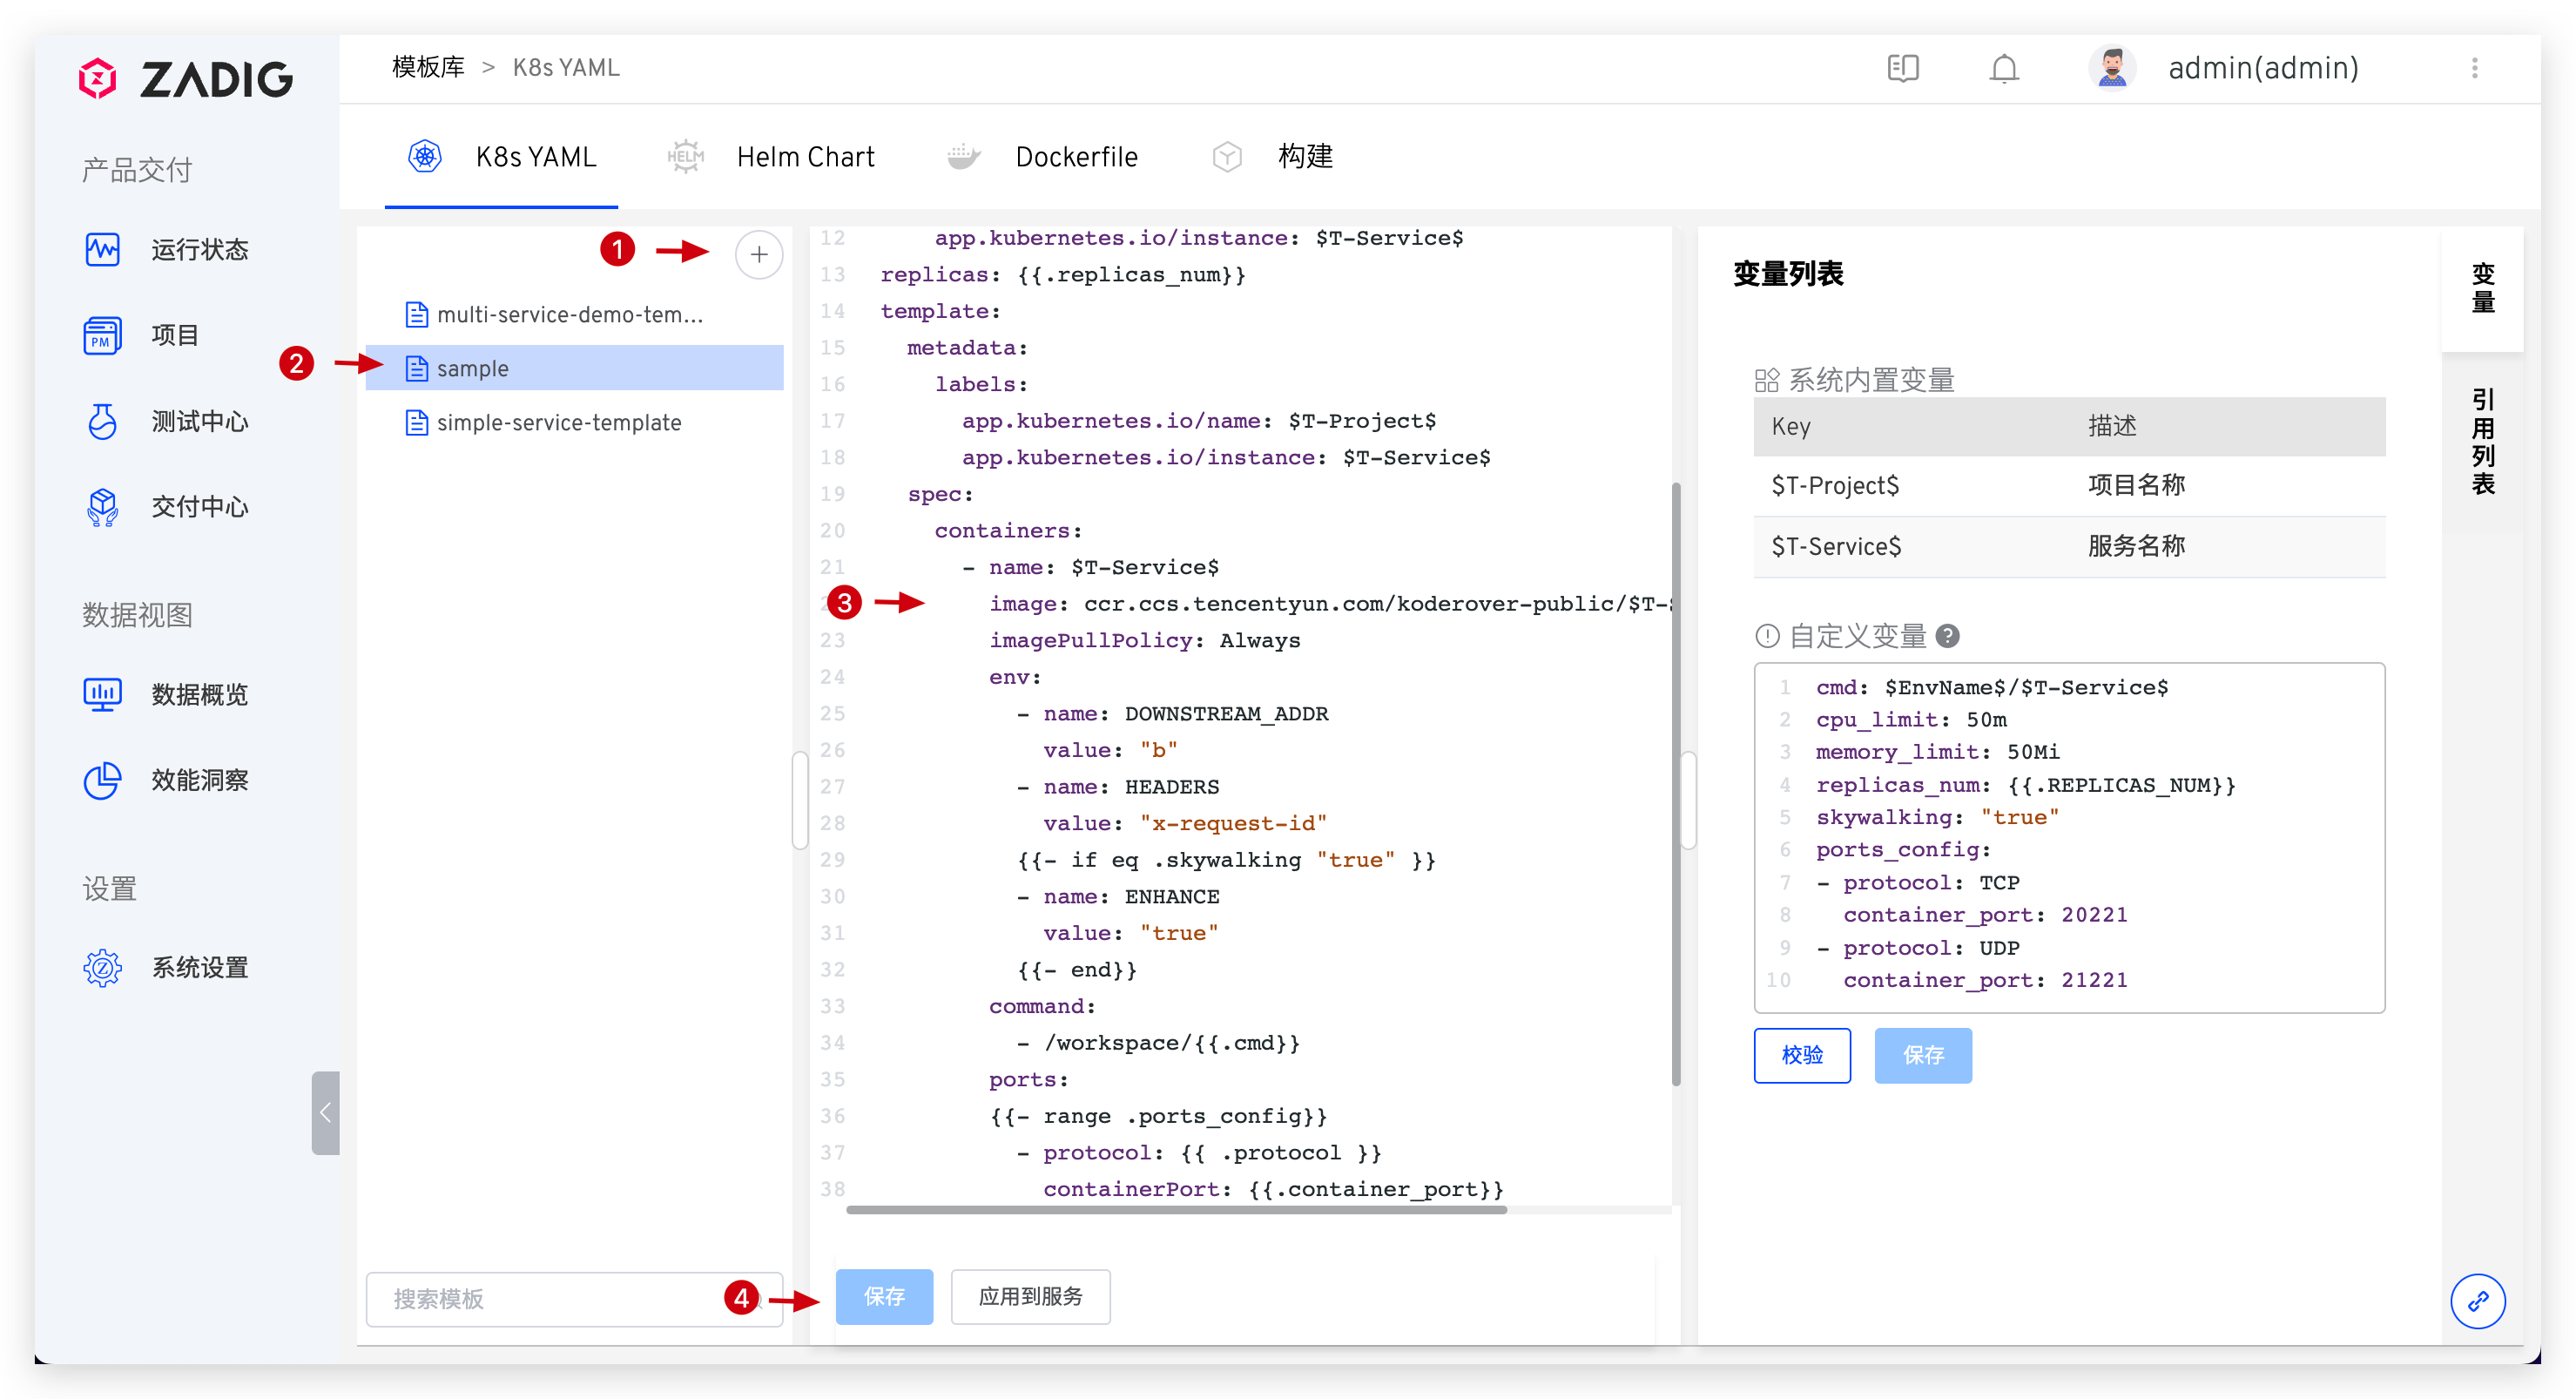 ZADIG
产品交付
运行状态
项目
测试中心
交付中心
数据视图
数据概览
效能洞察
设置
系统设置
模板库 > K8s YAML
admin(admin)
K8s YAML
Helm Chart
Dockerfile
构建
1
multi-service-demo-tem...
2
sample
simple-service-template
搜索模板
12 app.kubernetes.io/instance: $T-Service$
13 replicas: {{.replicas_num}}
14 template:
15 metadata:
16 labels:
17 app.kubernetes.io/name: $T-Project$
18 app.kubernetes.io/instance: $T-Service$
19 spec:
20 containers:
21 - name: $T-Service$
3
image: ccr.ccs.tencentyun.com/koderover-public/$T-
23 imagePullPolicy: Always
24 env:
25 - name: DOWNSTREAM_ADDR
26 value: "b"
27 - name: HEADERS
28 value: "x-request-id"
29 {{- if eq .skywalking "true" }}
30 - name: ENHANCE
31 value: "true"
32 {{- end}}
33 command:
34 - /workspace/{{.cmd}}
35 ports:
36 {{- range .ports_config}}
37 - protocol: {{ .protocol }}
38 containerPort: {{.container_port}}
4
保存
应用到服务
变量列表
系统内置变量
Key 描述
$T-Project$ 项目名称
$T-Service$ 服务名称
自定义变量
1 cmd: $EnvName$/$T-Service$
2 cpu_limit: 50m
3 memory_limit: 50Mi
4 replicas_num: {{.REPLICAS_NUM}}
5 skywalking: "true"
6 ports_config:
7 - protocol: TCP
8 container_port: 20221
9 - protocol: UDP
10 container_port: 21221
校验
保存
变量
引用列表